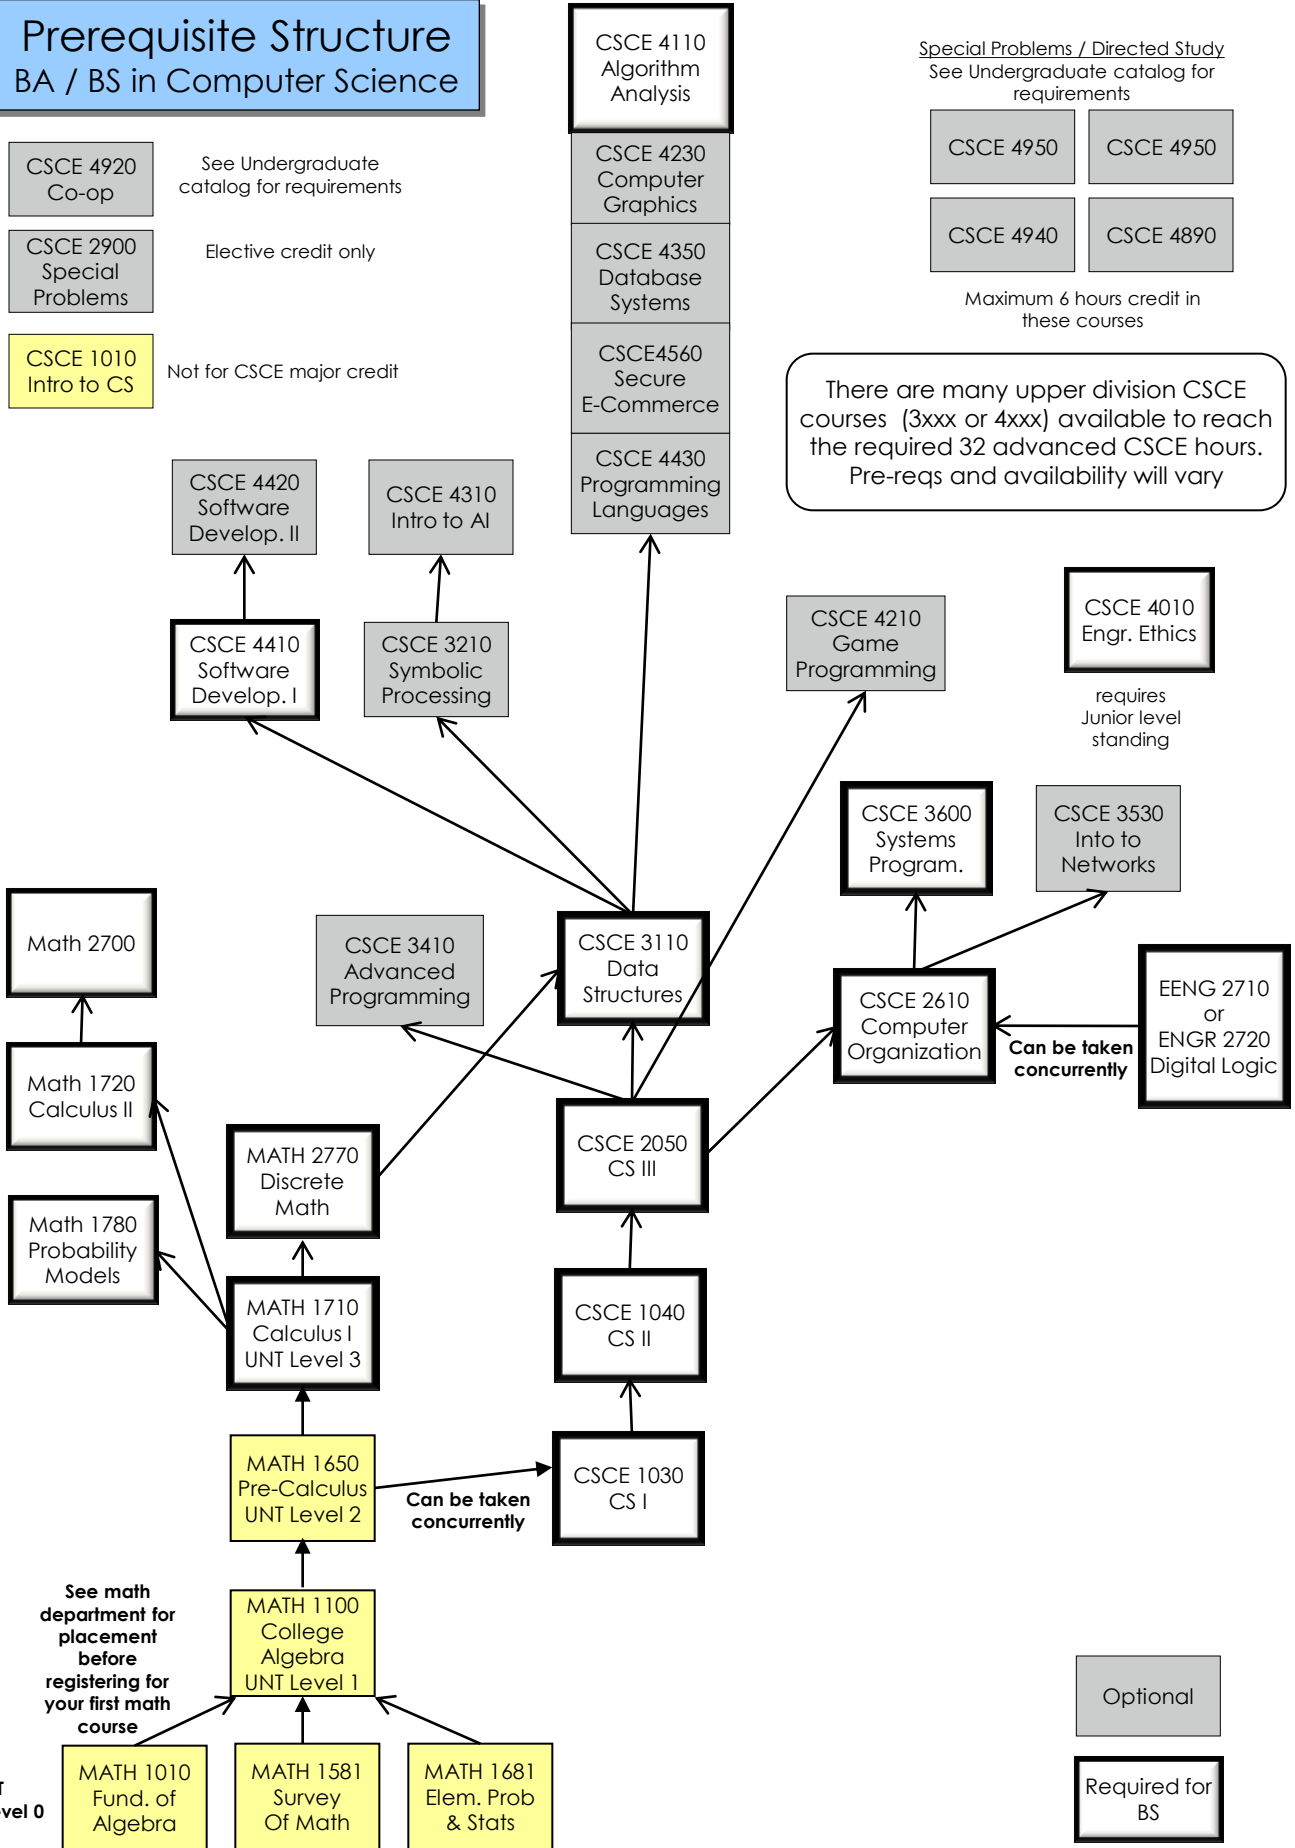 Prerequisite Structure
BA / BS in Computer Science
CSCE 4920
Co-op
See Undergraduate
catalog for requirements
CSCE 2900
Special
Problems
Elective credit only
CSCE 1010
Intro to CS
Not for CSCE major credit
CSCE 4110
Algorithm
Analysis
CSCE 4230
Computer
Graphics
CSCE 4350
Database
Systems
CSCE4560
Secure
E-Commerce
CSCE 4430
Programming
Languages
Special Problems / Directed Study
See Undergraduate catalog for
requirements
CSCE 4950
CSCE 4950
CSCE 4940
CSCE 4890
Maximum 6 hours credit in
these courses
There are many upper division CSCE
courses (3xxx or 4xxx) available to reach
the required 32 advanced CSCE hours.
Pre-reqs and availability will vary
CSCE 4420
Software
Develop. II
CSCE 4310
Intro to AI
CSCE 4410
Software
Develop. I
CSCE 3210
Symbolic
Processing
CSCE 4210
Game
Programming
CSCE 4010
Engr. Ethics
requires
Junior level
standing
CSCE 3600
Systems
Program.
CSCE 3530
Into to
Networks
Math 2700
CSCE 3410
Advanced
Programming
CSCE 3110
Data
Structures
CSCE 2610
Computer
Organization
Can be taken
concurrently
EENG 2710
or
ENGR 2720
Digital Logic
Math 1720
Calculus II
MATH 2770
Discrete
Math
CSCE 2050
CS III
Math 1780
Probability
Models
MATH 1710
Calculus I
UNT Level 3
CSCE 1040
CS II
MATH 1650
Pre-Calculus
UNT Level 2
Can be taken
concurrently
CSCE 1030
CS I
See math
department for
placement
before
registering for
your first math
course
MATH 1100
College
Algebra
UNT Level 1
MATH 1010
Fund. of
Algebra
MATH 1581
Survey
Of Math
MATH 1681
Elem. Prob
& Stats
0
Optional
Required for
BS